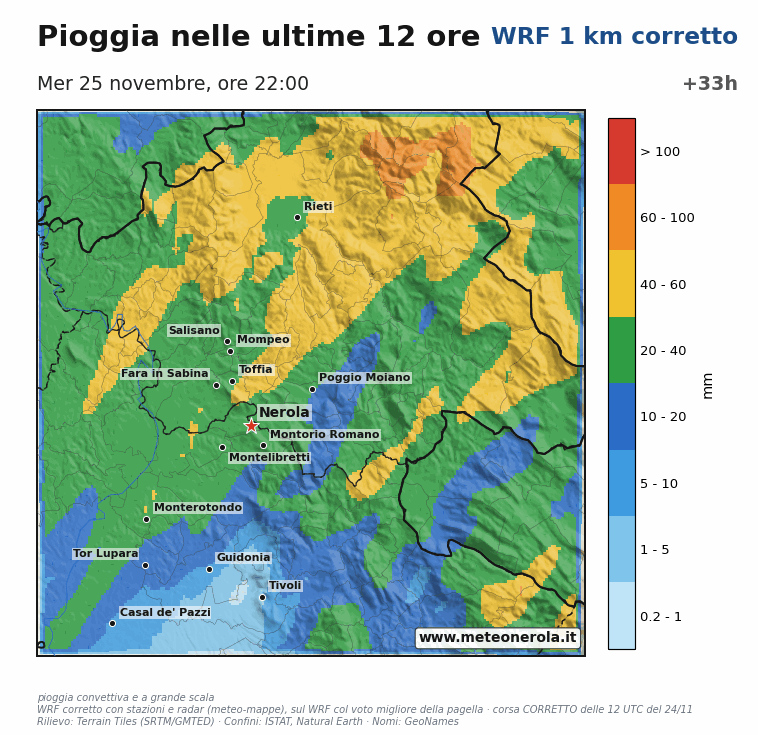 Pioggia nelle ultime 12 ore WRF 1 km corretto
Mer 25 novembre, ore 22:00 +33h
> 100
60 - 100
40 - 60
20 - 40
10 - 20
5 - 10
1 - 5
0.2 - 1
mm
Rieti
Salisano
Mompeo
Toffia
Fara in Sabina
Poggio Moiano
Nerola
Montorio Romano
Montelibretti
Monterotondo
Tor Lupara
Guidonia
Tivoli
Casal de' Pazzi
www.meteonerola.it
pioggia convettiva e a grande scala
WRF corretto con stazioni e radar (meteo-mappe), sul WRF col voto migliore della pagella · corsa CORRETTO delle 12 UTC del 24/11
Rilievo: Terrain Tiles (SRTM/GMTED) · Confini: ISTAT, Natural Earth · Nomi: GeoNames